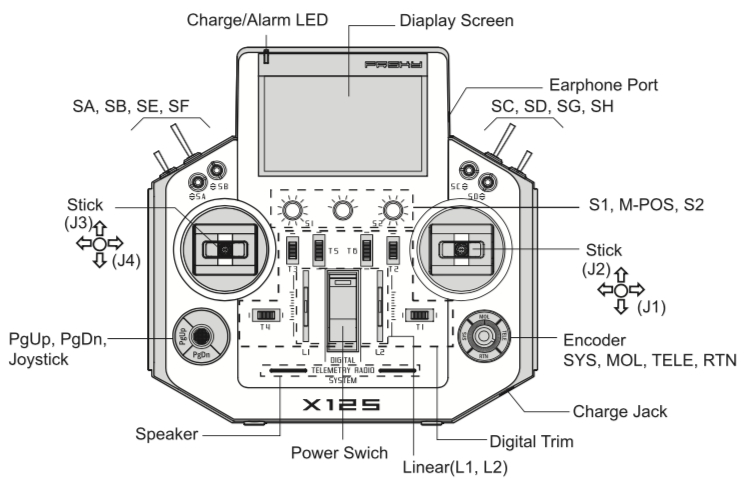 Charge/Alarm LED
Diaplay Screen
FRSKY
Earphone Port
SA, SB, SE, SF
SC, SD, SG, SH
SA
SB
SC
SD
Stick
(J3)
(J4)
S1
S2
S1, M-POS, S2
Stick
(J2)
(J1)
T3
T5
T6
T2
T4
T1
L1
L2
PgUp, PgDn,
Joystick
PgUp
PgDn
MDL
SYS
TELE
RTN
Encoder
SYS, MOL, TELE, RTN
DIGITAL
TELEMETRY RADIO
SYSTEM
X12S
Charge Jack
Speaker
Power Swich
Digital Trim
Linear(L1, L2)